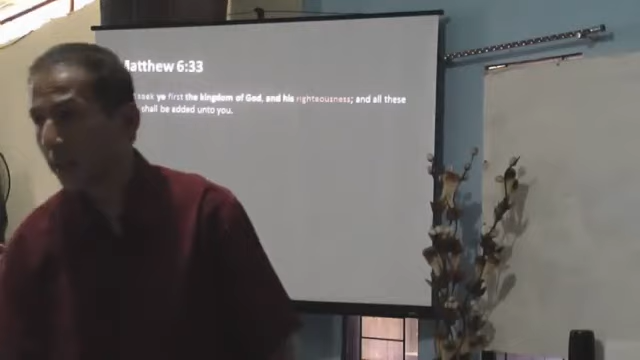 Matthew 6:33
seek ye first the kingdom of God, and his righteousness; and all these
shall be added unto you.